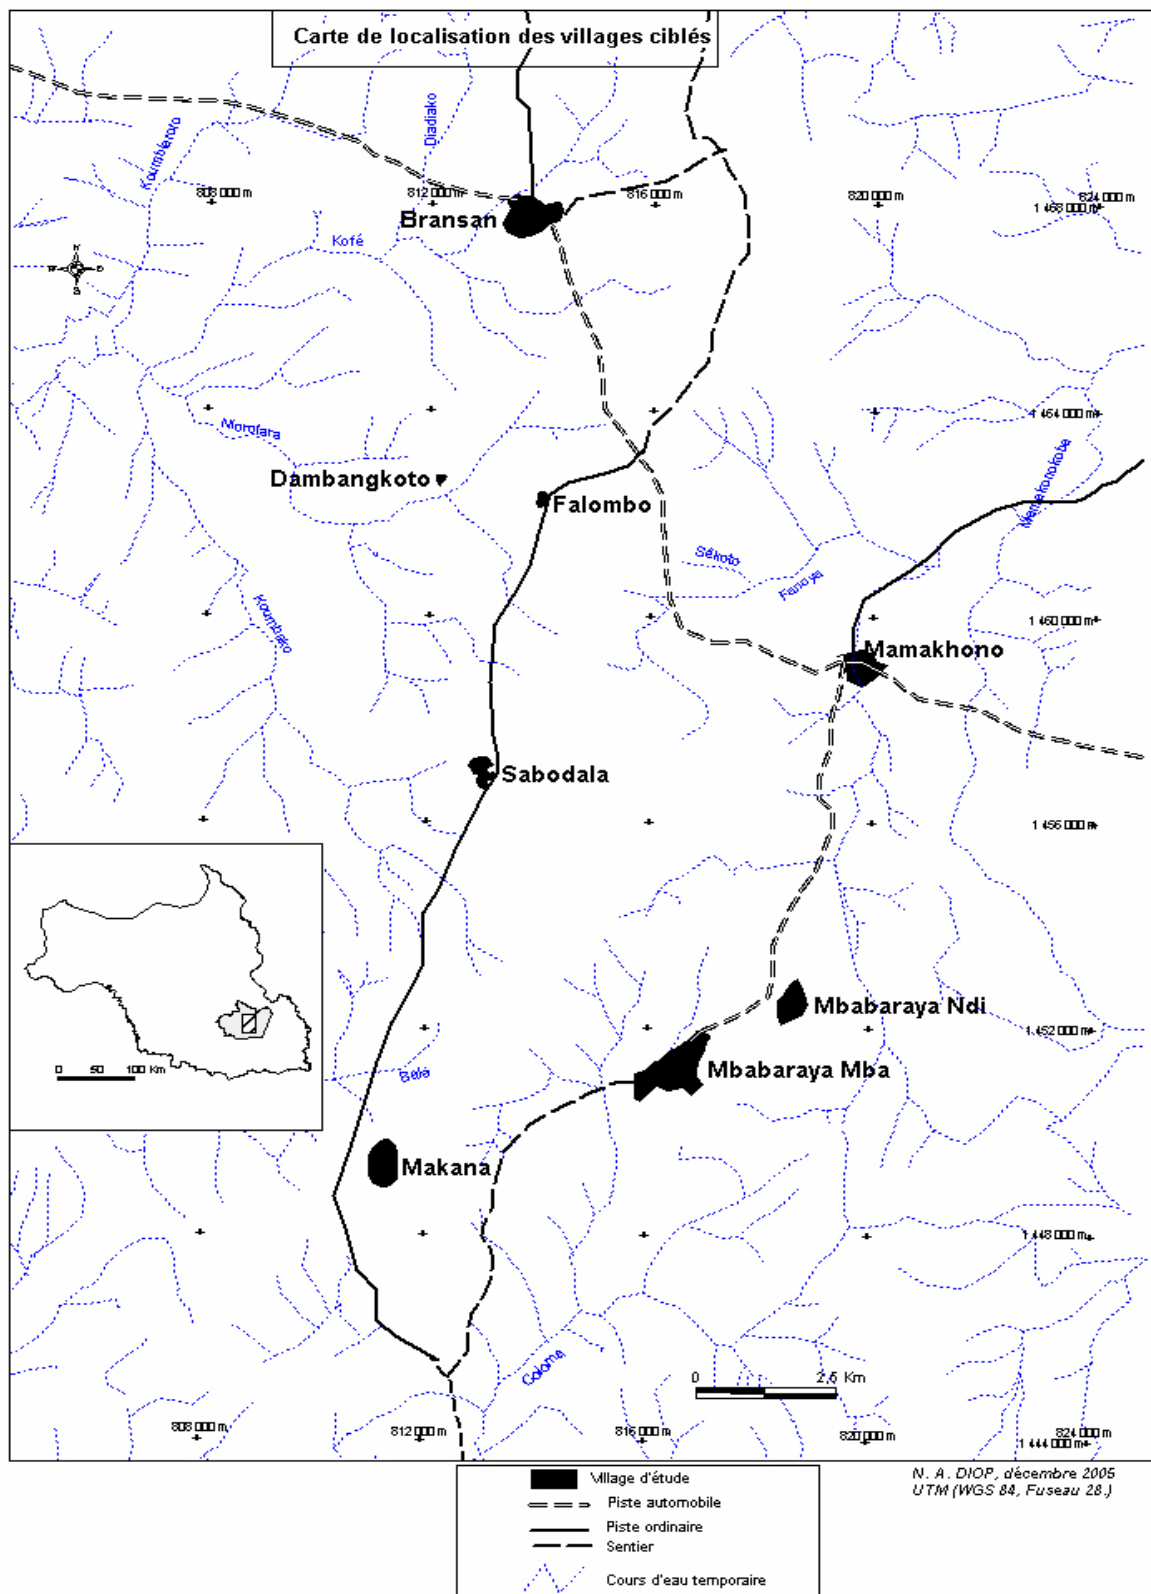 Carte de localisation des villages ciblés
Koumbaroto
Diadiako
808 000 m
812 000 m
816 000 m
820 000 m
824 000 m
1 468 000 m
Bransan
Kofé
N
W
O
S
Morofara
1 464 000 m
Mamakonokoba
Dambangkoto
Falombo
Sékoto
Fanoya
Koumbako
1 460 000 m
Mamakhono
Sabodala
1 456 000 m
Mbabaraya Ndi
1 452 000 m
0 50 100 Km
Mbabaraya Mba
Balé
Makana
1 448 000 m
Goloma
0 2.5 Km
808 000 m
812 000 m
816 000 m
820 000 m
824 000 m
1 444 000 m
Village d'étude
Piste automobile
Piste ordinaire
Sentier
Cours d'eau temporaire
N. A. DIOP, décembre 2005
UTM (WGS 84, Fuseau 28.)